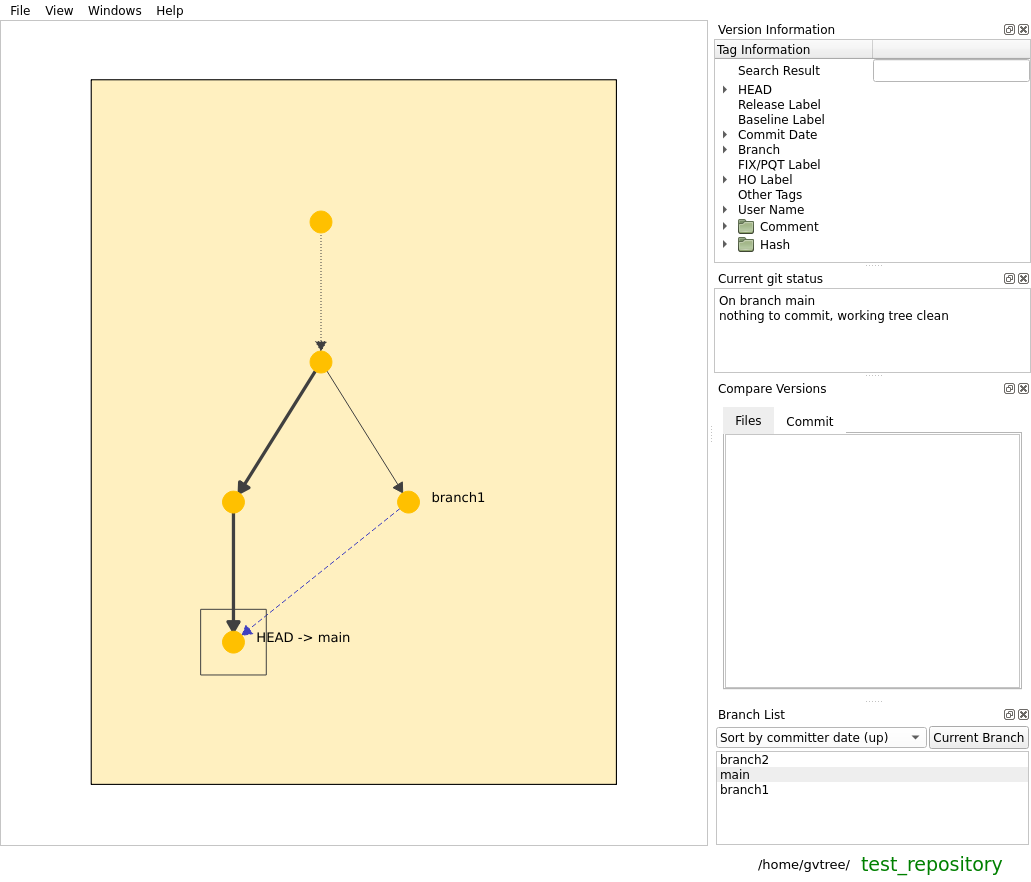 File View Windows Help
Version Information
Tag Information
Search Result
HEAD
Release Label
Baseline Label
Commit Date
Branch
FIX/PQT Label
HO Label
Other Tags
User Name
Comment
Hash
Current git status
On branch main
nothing to commit, working tree clean
Compare Versions
Files Commit
branch1
HEAD -> main
Branch List
Sort by committer date (up) Current Branch
branch2
main
branch1
/home/gvtree/ test_repository